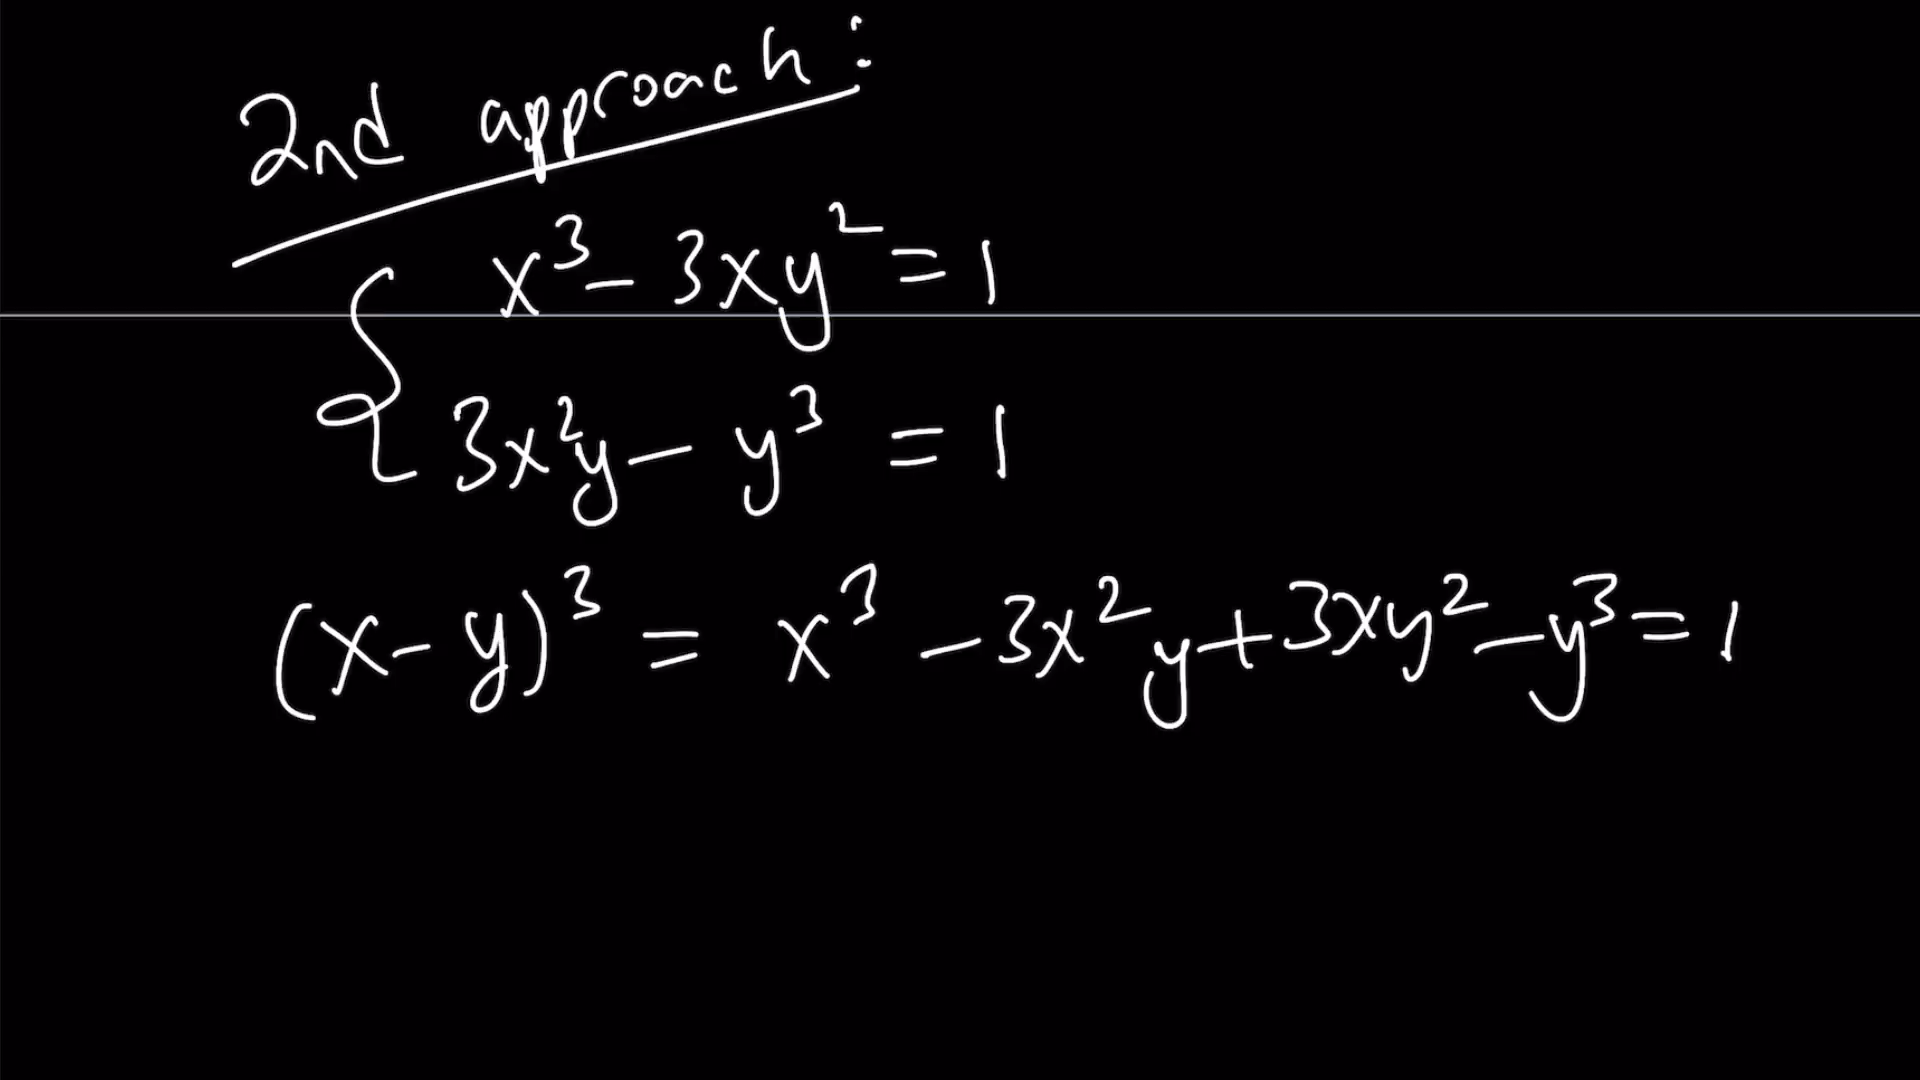 2nd approach:
x³ - 3xy² = 1
3x²y - y³ = 1
(x - y)³ = x³ - 3x²y + 3xy² - y³ = 1